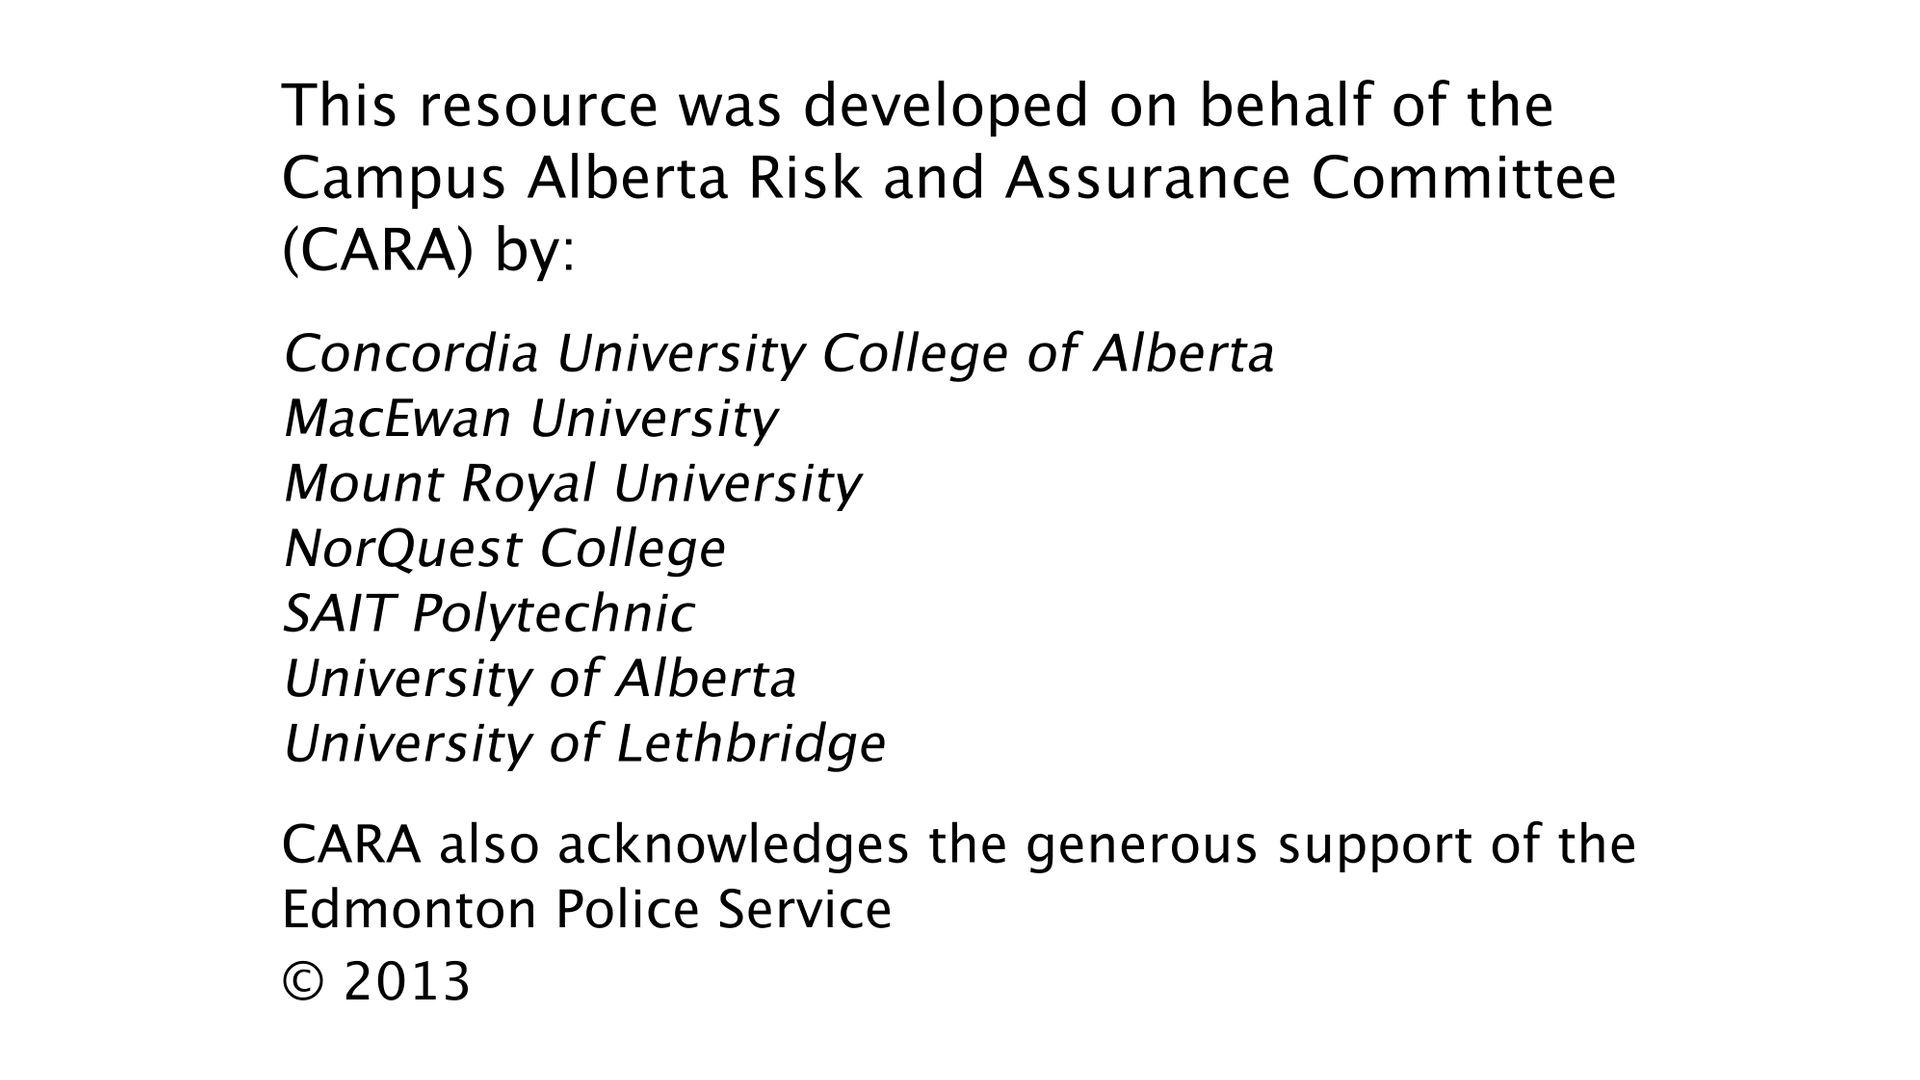 This resource was developed on behalf of the
Campus Alberta Risk and Assurance Committee
(CARA) by:
Concordia University College of Alberta
MacEwan University
Mount Royal University
NorQuest College
SAIT Polytechnic
University of Alberta
University of Lethbridge
CARA also acknowledges the generous support of the
Edmonton Police Service
© 2013